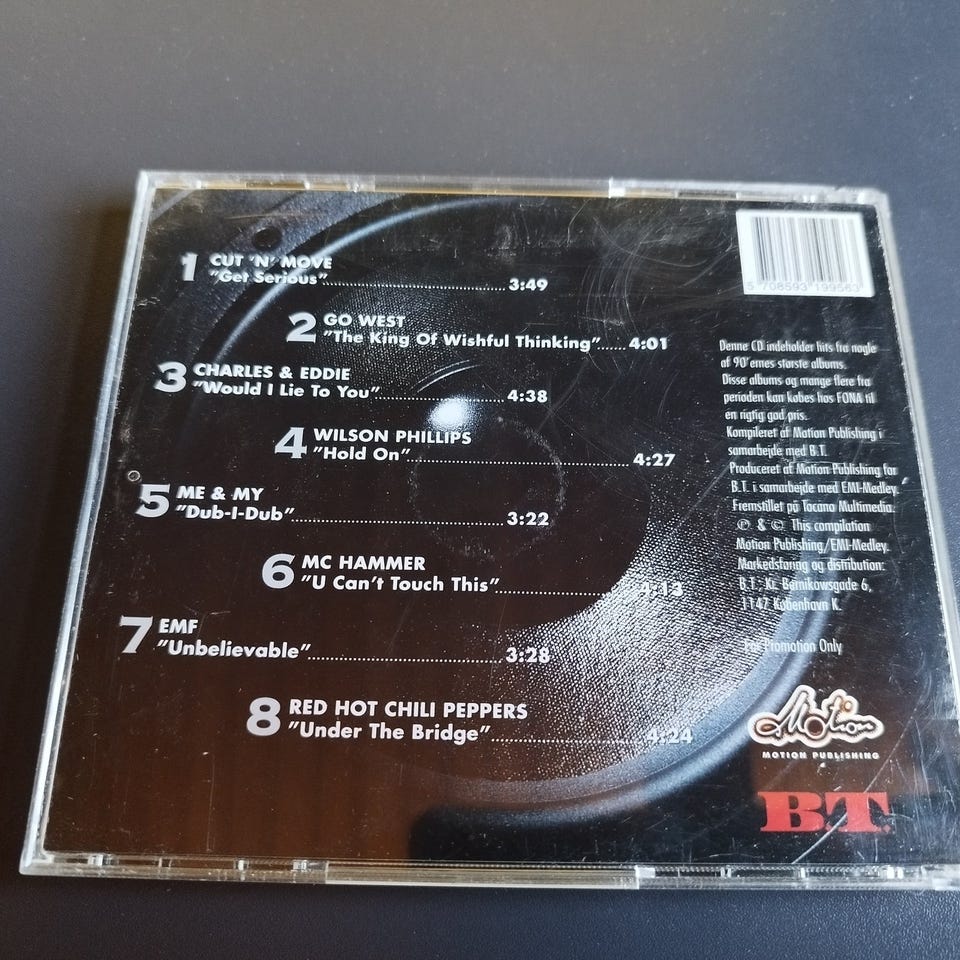 1 CUT 'N' MOVE
"Get Serious"................................ 3:49
2 GO WEST
"The King Of Wishful Thinking"...... 4:01
3 CHARLES & EDDIE
"Would I Lie To You"....................... 4:38
4 WILSON PHILLIPS
"Hold On"....................................... 4:27
5 ME & MY
"Dub-I-Dub"..................................... 3:22
6 MC HAMMER
"U Can't Touch This"......................... 4:13
7 EMF
"Unbelievable"................................ 3:28
8 RED HOT CHILI PEPPERS
"Under The Bridge"........................... 4:24
5 708593 199563
Denne CD indeholder hits fra nogle
af 90'ernes største albums.
Disse albums og mange flere fra
perioden kan købes hos FONA til
en rigtig god pris.
Kompileret af Motion Publishing i
samarbejde med B.T.
Produceret af Motion Publishing for
B.T. i samarbejde med EMI-Medley.
Fremstillet på Tocano Multimedia.
℗ & © This compilation
Motion Publishing/EMI-Medley.
Markedsføring og distribution:
B.T., Kr. Bernikowsgade 6,
1147 København K.
For Promotion Only
Motion
MOTION PUBLISHING
B.T.